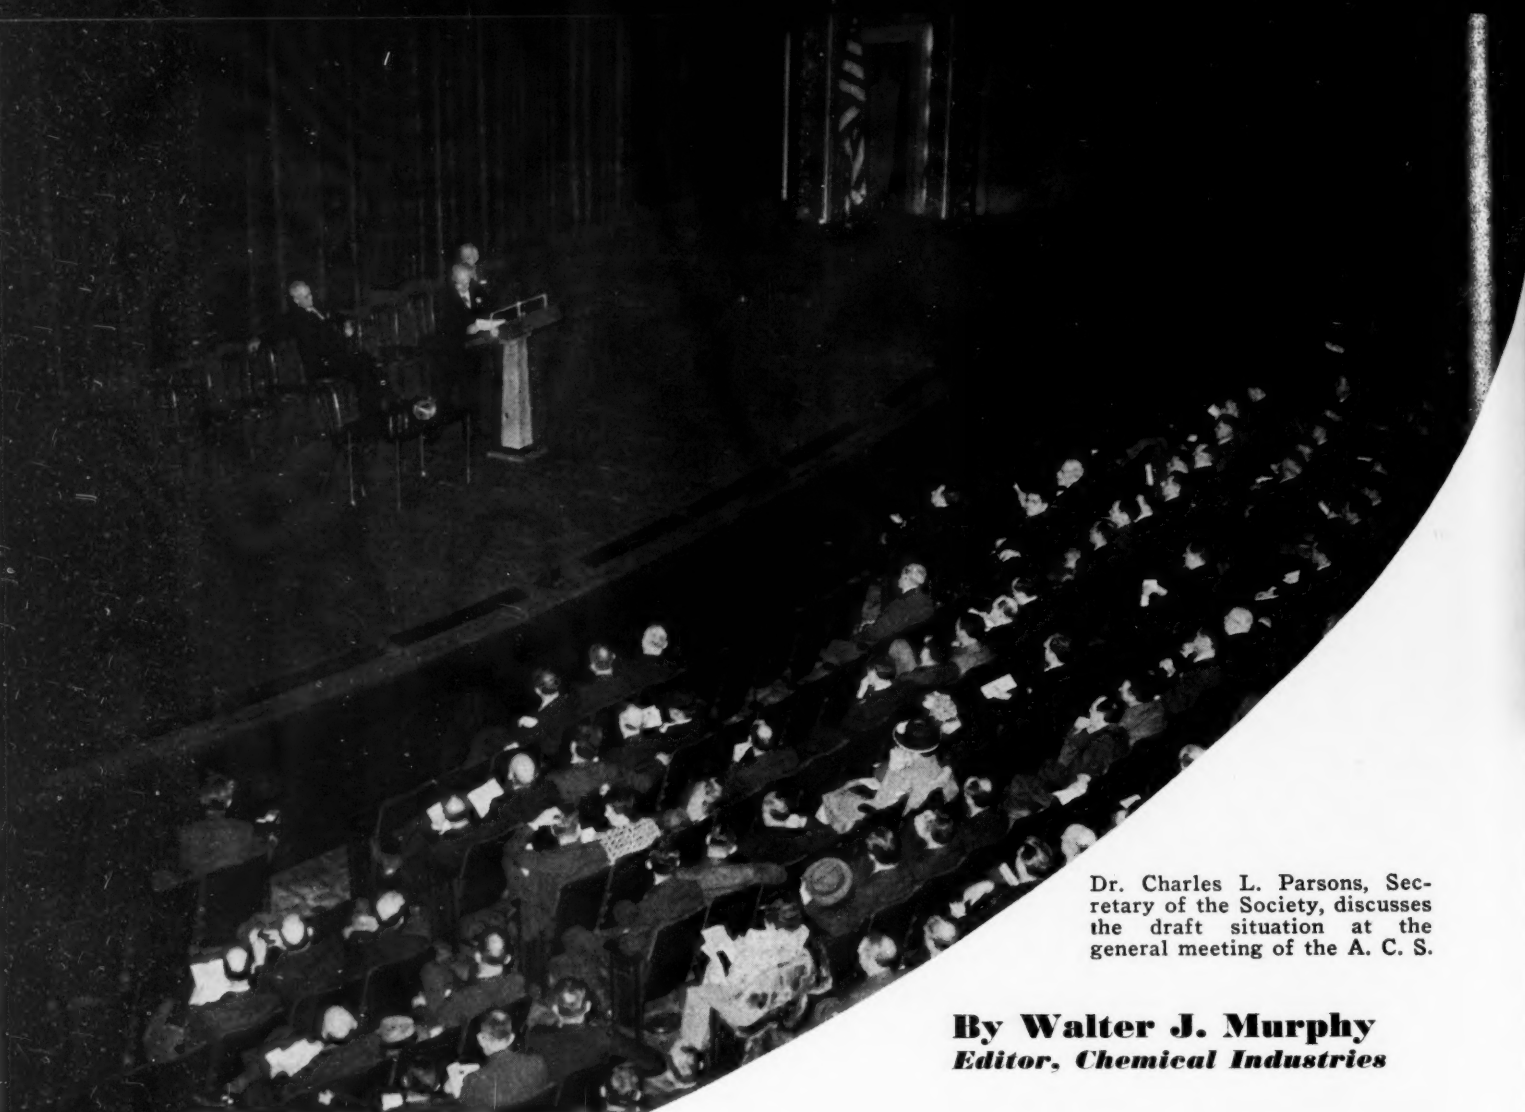 Dr. Charles L. Parsons, Sec-
retary of the Society, discusses
the draft situation at the
general meeting of the A. C. S.
By Walter J. Murphy
Editor, Chemical Industries